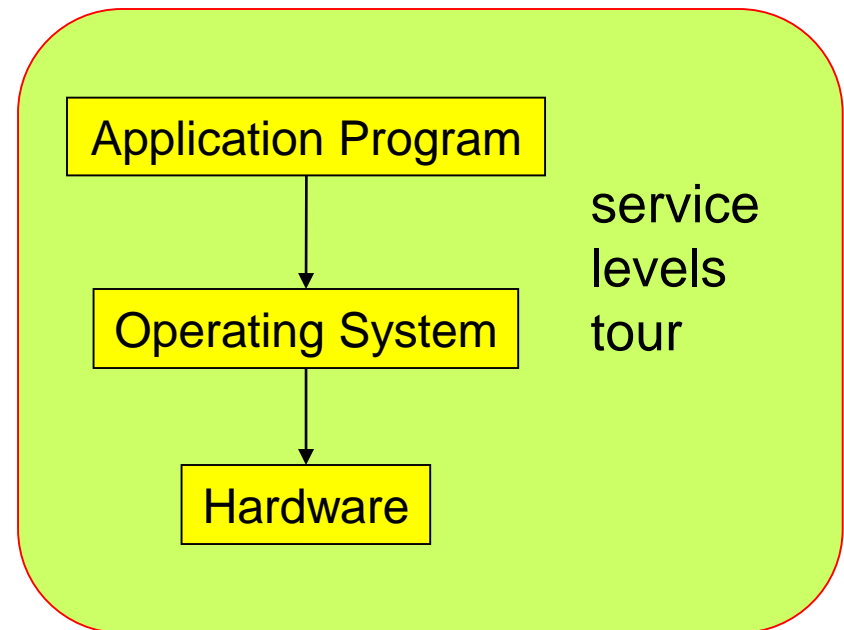 Application Program
service
levels
tour
Operating System
Hardware